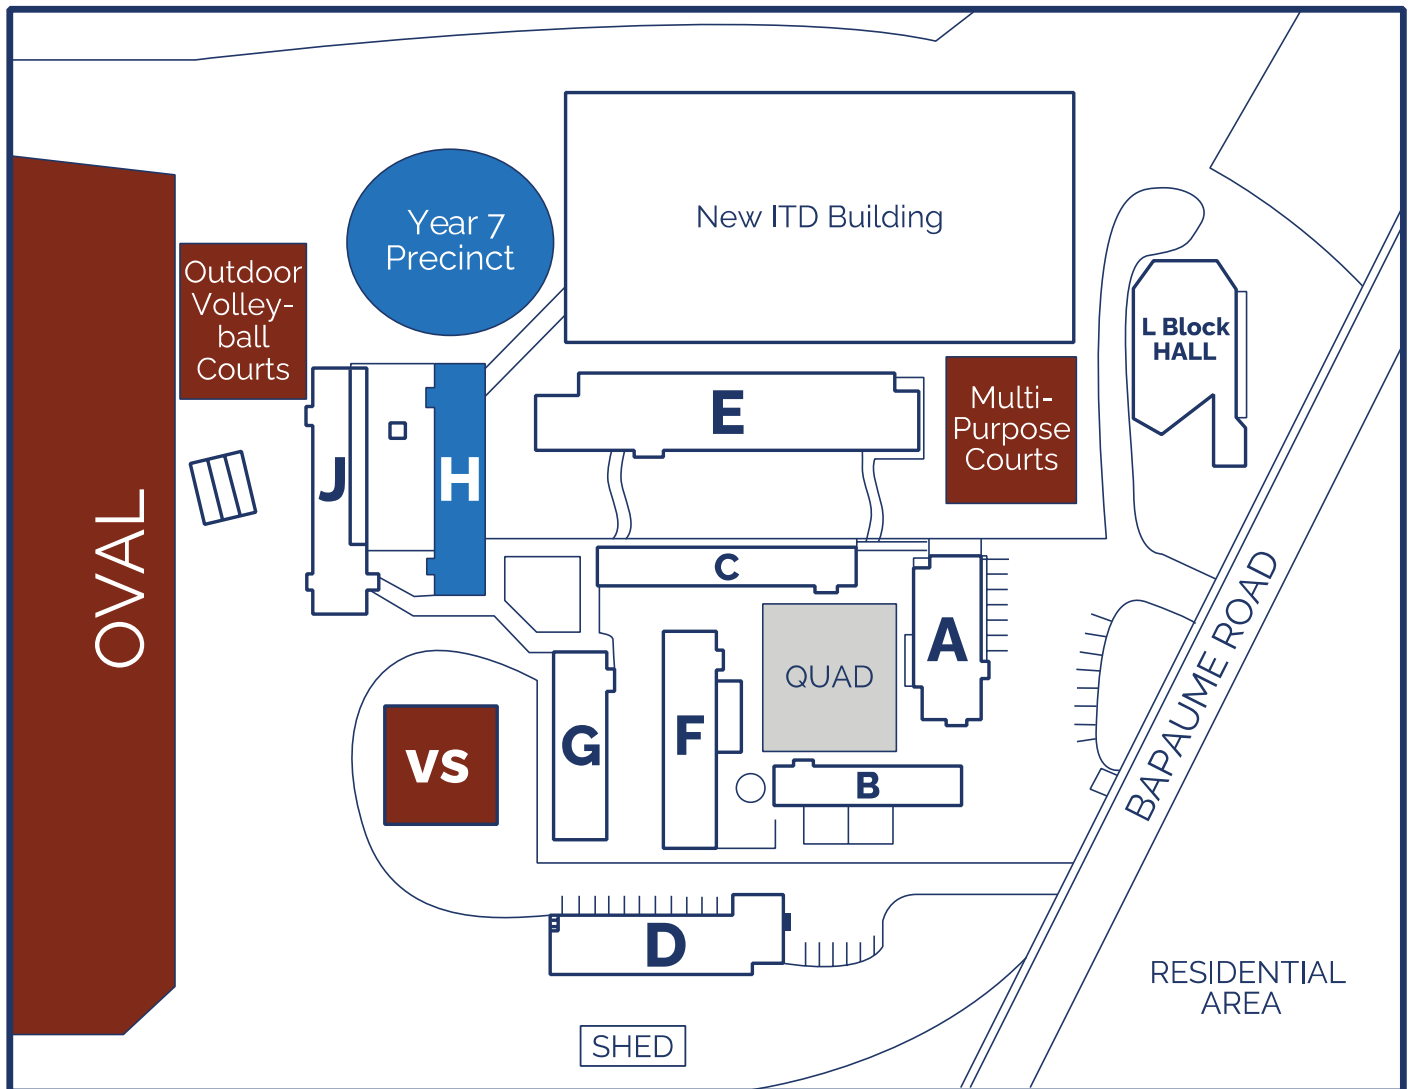 New ITD Building
Year 7
Precinct
Outdoor
Volley-
ball
Courts
L Block
HALL
E
Multi-
Purpose
Courts
J
H
OVAL
C
A
QUAD
BAPAUME ROAD
G
F
VS
B
D
RESIDENTIAL
AREA
SHED